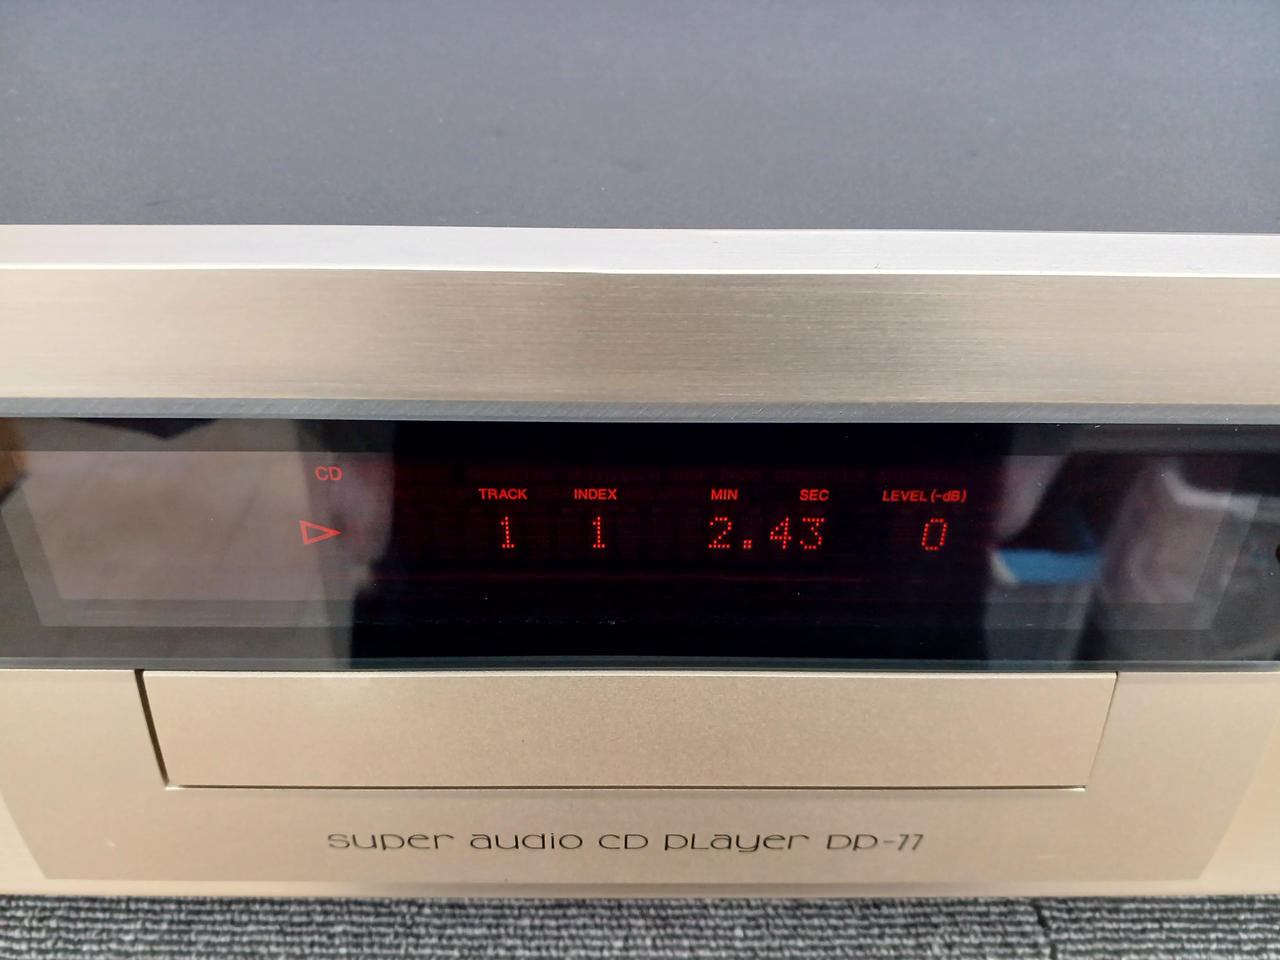 CD
TRACK INDEX MIN SEC LEVEL (-dB)
1 1 2.43 0
super audio CD player DP-77